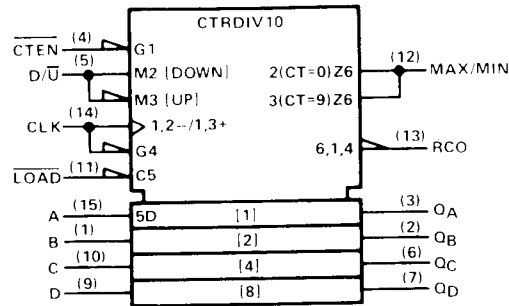 CTRDIV10
CTEN (4) G1
D/U (5) M2 [DOWN] 2(CT=0)Z6 (12) MAX/MIN
M3 [UP] 3(CT=9)Z6
CLK (14) 1,2–/1,3+
G4 6,1,4 (13) RCO
LOAD (11) C5
A (15) 5D [1] (3) QA
B (1) [2] (2) QB
C (10) [4] (6) QC
D (9) [8] (7) QD